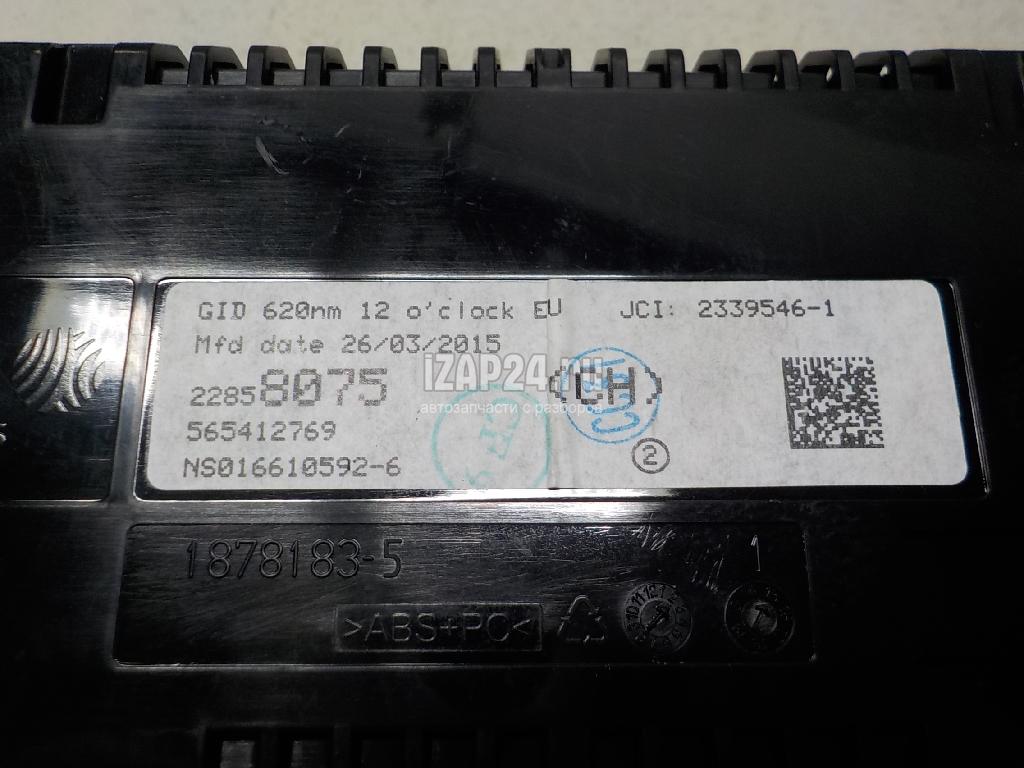 GID 620nm 12 o'clock EU JCI: 2339546-1
Mfd date 26/03/2015
22858075
iZAP24.ru
автозапчасти с разборов
(CH)
565412769
2
NS016610592-6
1878183-5
1
>ABS+PC<